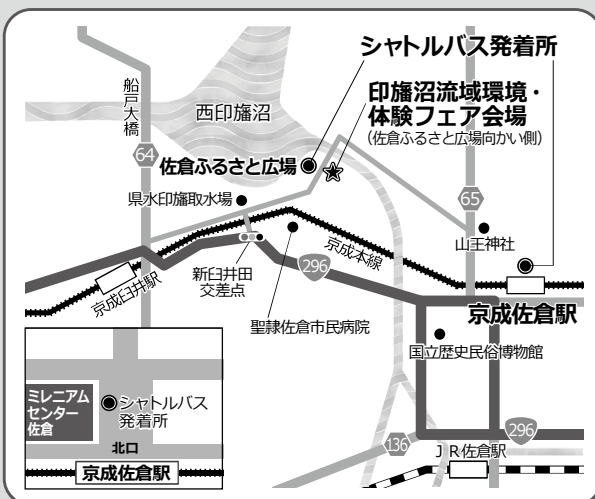 シャトルバス発着所
印旛沼流域環境・
体験フェア会場
(佐倉ふるさと広場向かい側)
船戸大橋
西印旛沼
64
佐倉ふるさと広場
65
県水印旛取水場
山王神社
京成本線
新臼井田
交差点
296
京成臼井駅
聖隷佐倉市民病院
京成佐倉駅
国立歴史民俗博物館
ミレニアム
センター
佐倉
シャトルバス
発着所
北口
京成佐倉駅
136
JR佐倉駅
296